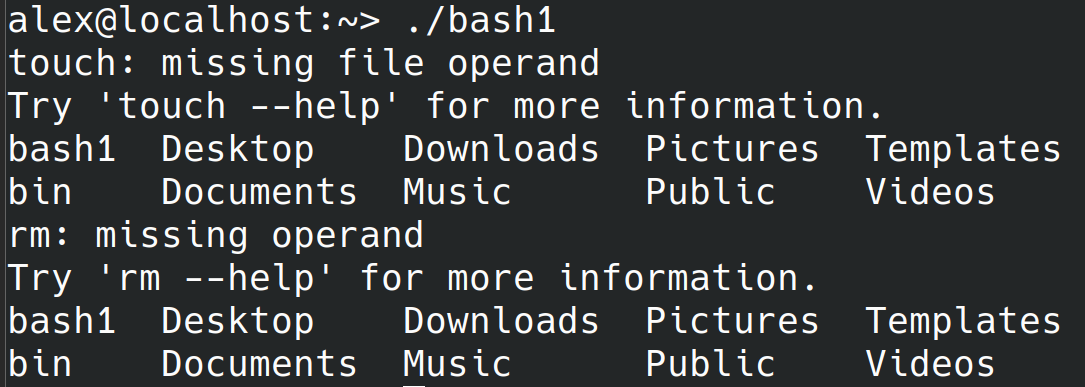 alex@localhost:~> ./bash1
touch: missing file operand
Try 'touch --help' for more information.
bash1  Desktop    Downloads  Pictures  Templates
bin    Documents  Music      Public    Videos
rm: missing operand
Try 'rm --help' for more information.
bash1  Desktop    Downloads  Pictures  Templates
bin    Documents  Music      Public    Videos